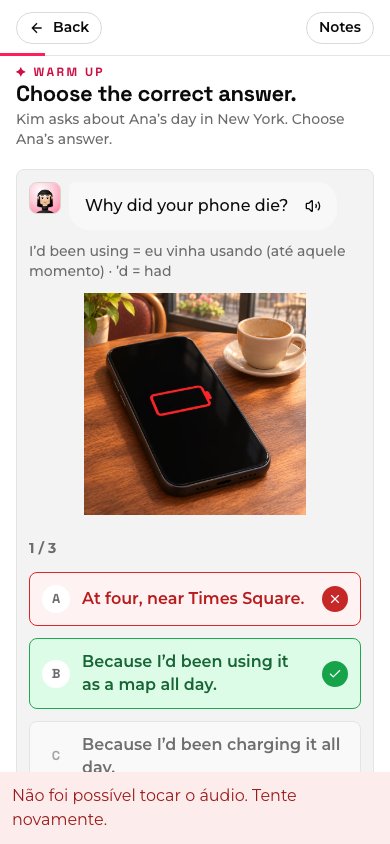 Back
Notes
WARM UP
Choose the correct answer.
Kim asks about Ana’s day in New York. Choose
Ana’s answer.
Why did your phone die?
I’d been using = eu vinha usando (até aquele
momento) · ’d = had
1 / 3
A
At four, near Times Square.
B
Because I’d been using it
as a map all day.
C
Because I’d been charging it all
day.
Não foi possível tocar o áudio. Tente
novamente.